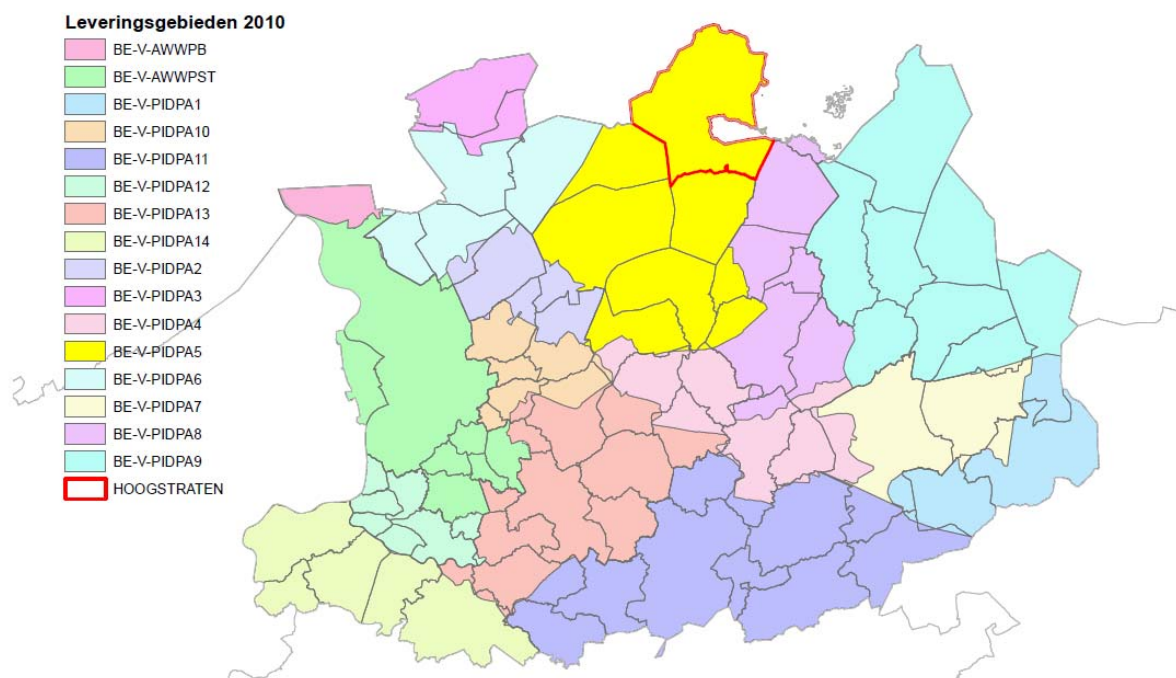 Leveringsgebieden 2010
BE-V-AWWPB
BE-V-AWWPST
BE-V-PIDPA1
BE-V-PIDPA10
BE-V-PIDPA11
BE-V-PIDPA12
BE-V-PIDPA13
BE-V-PIDPA14
BE-V-PIDPA2
BE-V-PIDPA3
BE-V-PIDPA4
BE-V-PIDPA5
BE-V-PIDPA6
BE-V-PIDPA7
BE-V-PIDPA8
BE-V-PIDPA9
HOOGSTRATEN